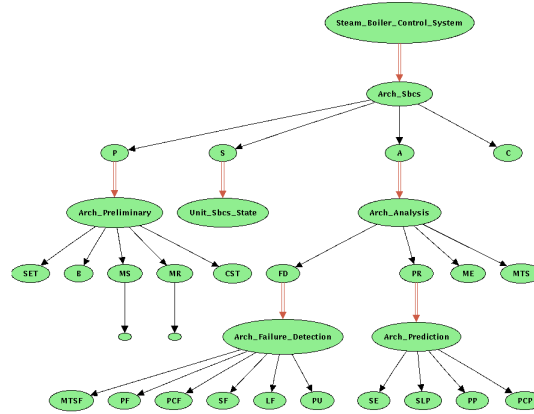 Steam_Boiler_Control_System
Arch_Sbcs
P S A C
Arch_Preliminary Unit_Sbcs_State Arch_Analysis
SET B MS MR CST FD PR ME MTS
Arch_Failure_Detection Arch_Prediction
MTSF PF PCF SF LF PU SE SLP PP PCP